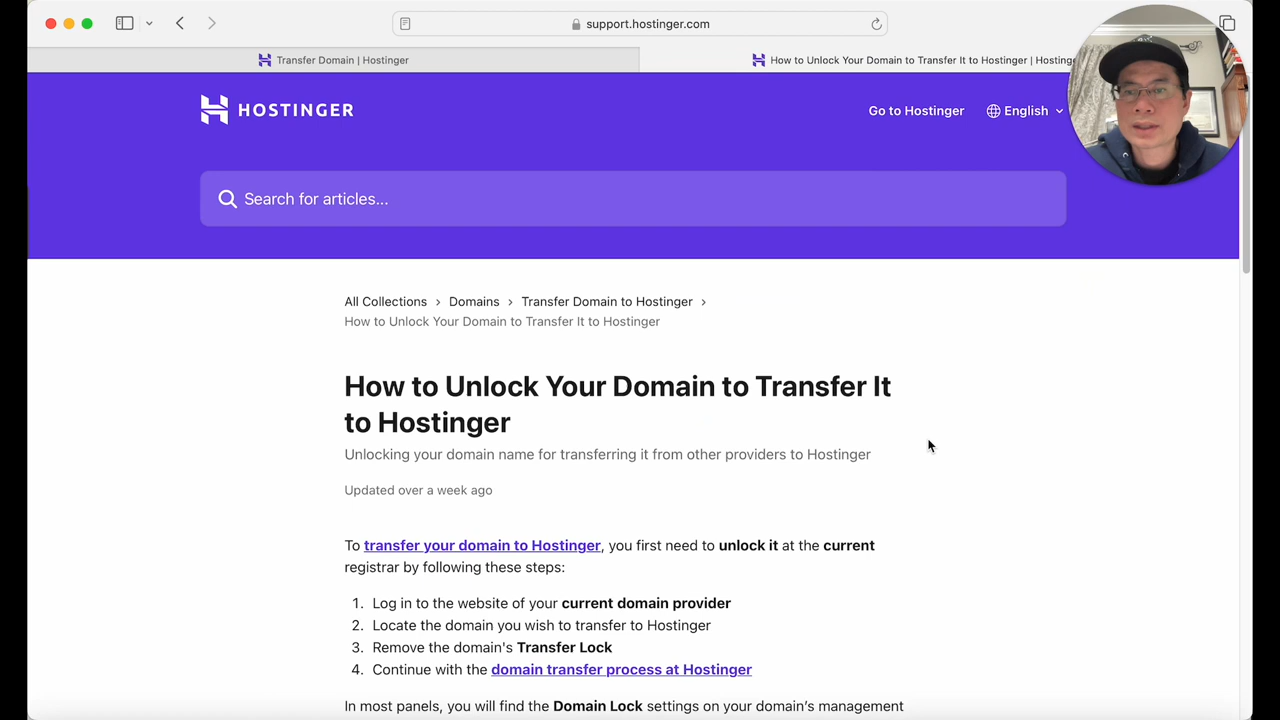 support.hostinger.com
Transfer Domain | Hostinger
How to Unlock Your Domain to Transfer It to Hostinger | Hostinge
HOSTINGER
Go to Hostinger
English
Search for articles...
All Collections > Domains > Transfer Domain to Hostinger >
How to Unlock Your Domain to Transfer It to Hostinger
How to Unlock Your Domain to Transfer It
to Hostinger
Unlocking your domain name for transferring it from other providers to Hostinger
Updated over a week ago
To transfer your domain to Hostinger, you first need to unlock it at the current
registrar by following these steps:
1. Log in to the website of your current domain provider
2. Locate the domain you wish to transfer to Hostinger
3. Remove the domain's Transfer Lock
4. Continue with the domain transfer process at Hostinger
In most panels, you will find the Domain Lock settings on your domain’s management